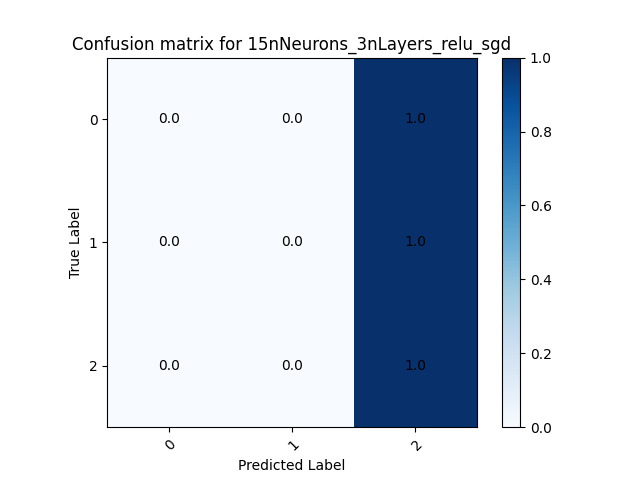 Confusion matrix for 15nNeurons_3nLayers_relu_sgd
1.0
0.8
0.6
0.4
0.2
0.0
True Label
0 0.0 0.0 1.0
1 0.0 0.0 1.0
2 0.0 0.0 1.0
0 1 2
Predicted Label